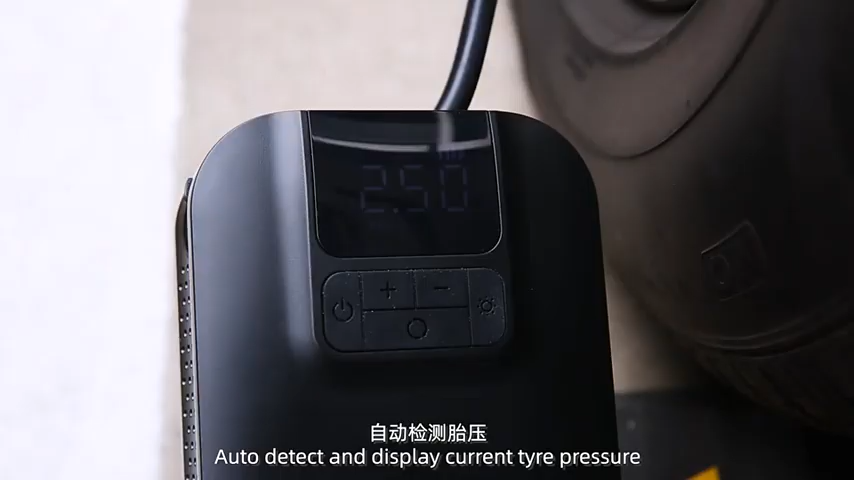 2.50
自动检测胎压
Auto detect and display current tyre pressure